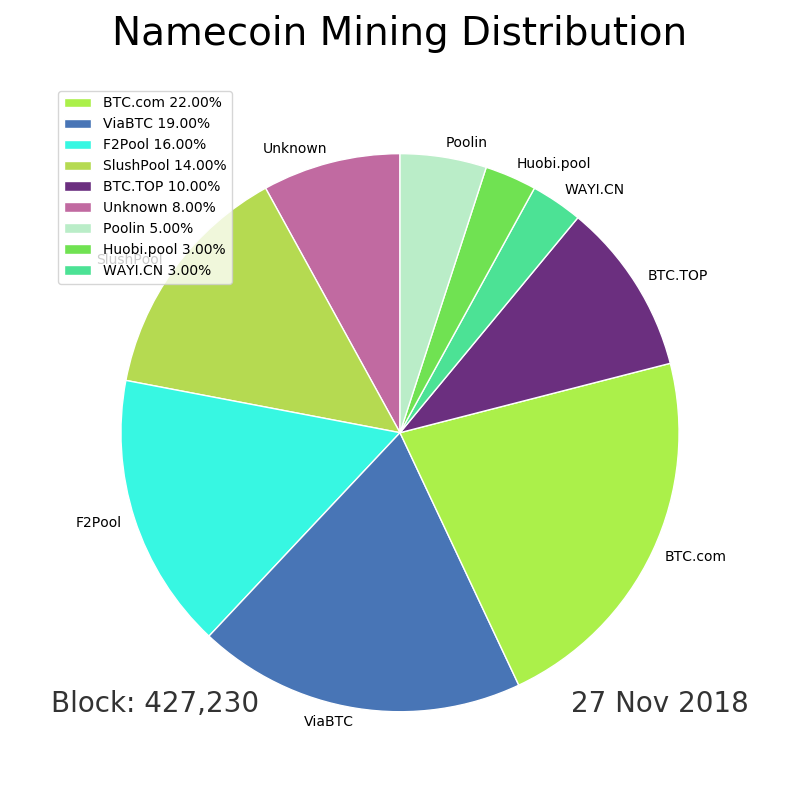 Namecoin Mining Distribution
BTC.com 22.00%
ViaBTC 19.00%
F2Pool 16.00%
SlushPool 14.00%
BTC.TOP 10.00%
Unknown 8.00%
Poolin 5.00%
Huobi.pool 3.00%
WAYI.CN 3.00%
Unknown
Poolin
Huobi.pool
WAYI.CN
SlushPool
BTC.TOP
F2Pool
BTC.com
ViaBTC
Block: 427,230
27 Nov 2018